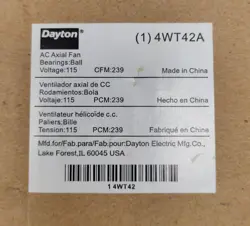 Dayton®
(1) 4WT42A
AC Axial Fan
Bearings:Ball
Voltage:115 CFM:239 Made in China
Ventilador axial de CC
Rodamientos:Bola
Voltaje:115 PCM:239 Hecho en China
Ventilateur hélicoïde c.c.
Paliers,Bille
Tension:115 PCM:239 Fabriqué en China
Mfd.for/Fab.para/Fab.pour:Dayton Electric Mfg.Co.,
Lake Forest,IL 60045 USA
1 4WT42